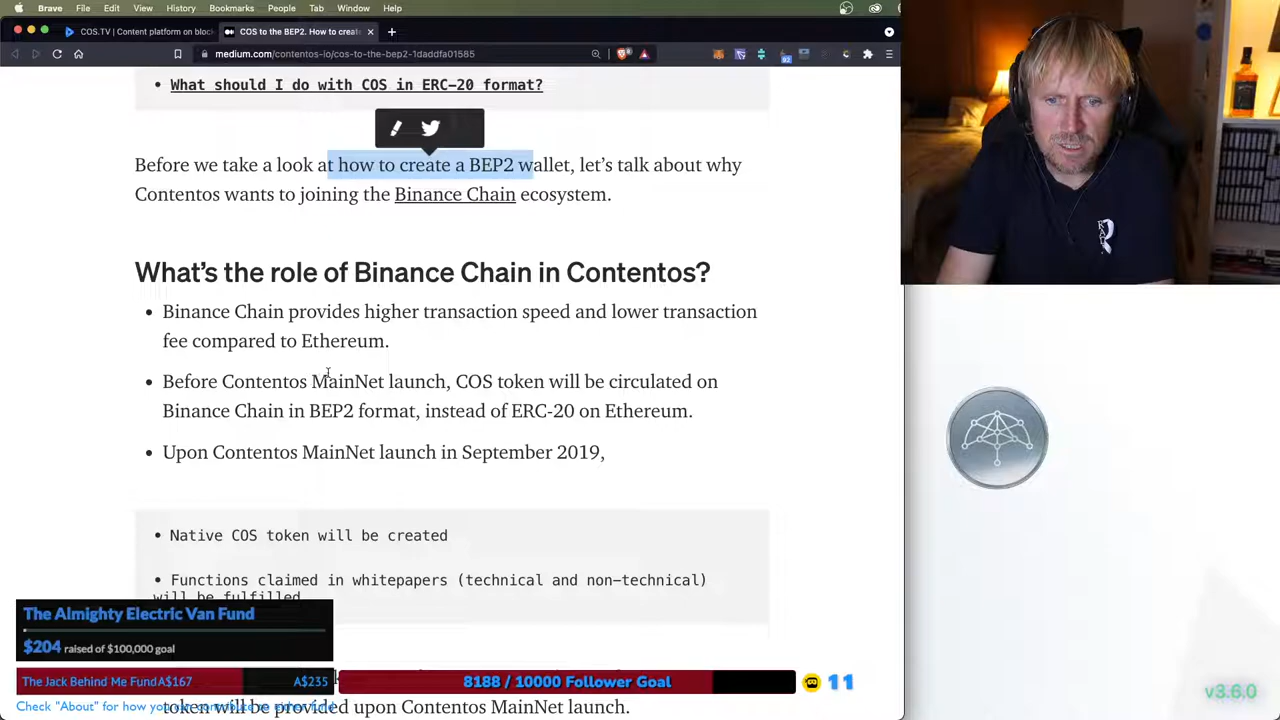 Brave File Edit View History Bookmarks Window Help
COS.TV | Content platform on block
COS to the BEP2. How to create
medium.com/contentos-io/cos-to-the-bep2-1daddfa01585
• What should I do with COS in ERC-20 format?
Before we take a look at how to create a BEP2 wallet, let’s talk about why
Contentos wants to joining the Binance Chain ecosystem.
What’s the role of Binance Chain in Contentos?
• Binance Chain provides higher transaction speed and lower transaction
fee compared to Ethereum.
• Before Contentos MainNet launch, COS token will be circulated on
Binance Chain in BEP2 format, instead of ERC-20 on Ethereum.
• Upon Contentos MainNet launch in September 2019,
• Native COS token will be created
• Functions claimed in whitepapers (technical and non-technical)
will be fulfilled
The Almighty Electric Van Fund
$204 raised of $100,000 goal
The Jack Behind Me Fund A$167 A$235
8188 / 10000 Follower Goal
11
Check "About" for how you can contribute to either fund
token will be provided upon Contentos MainNet launch.
v3.6.0